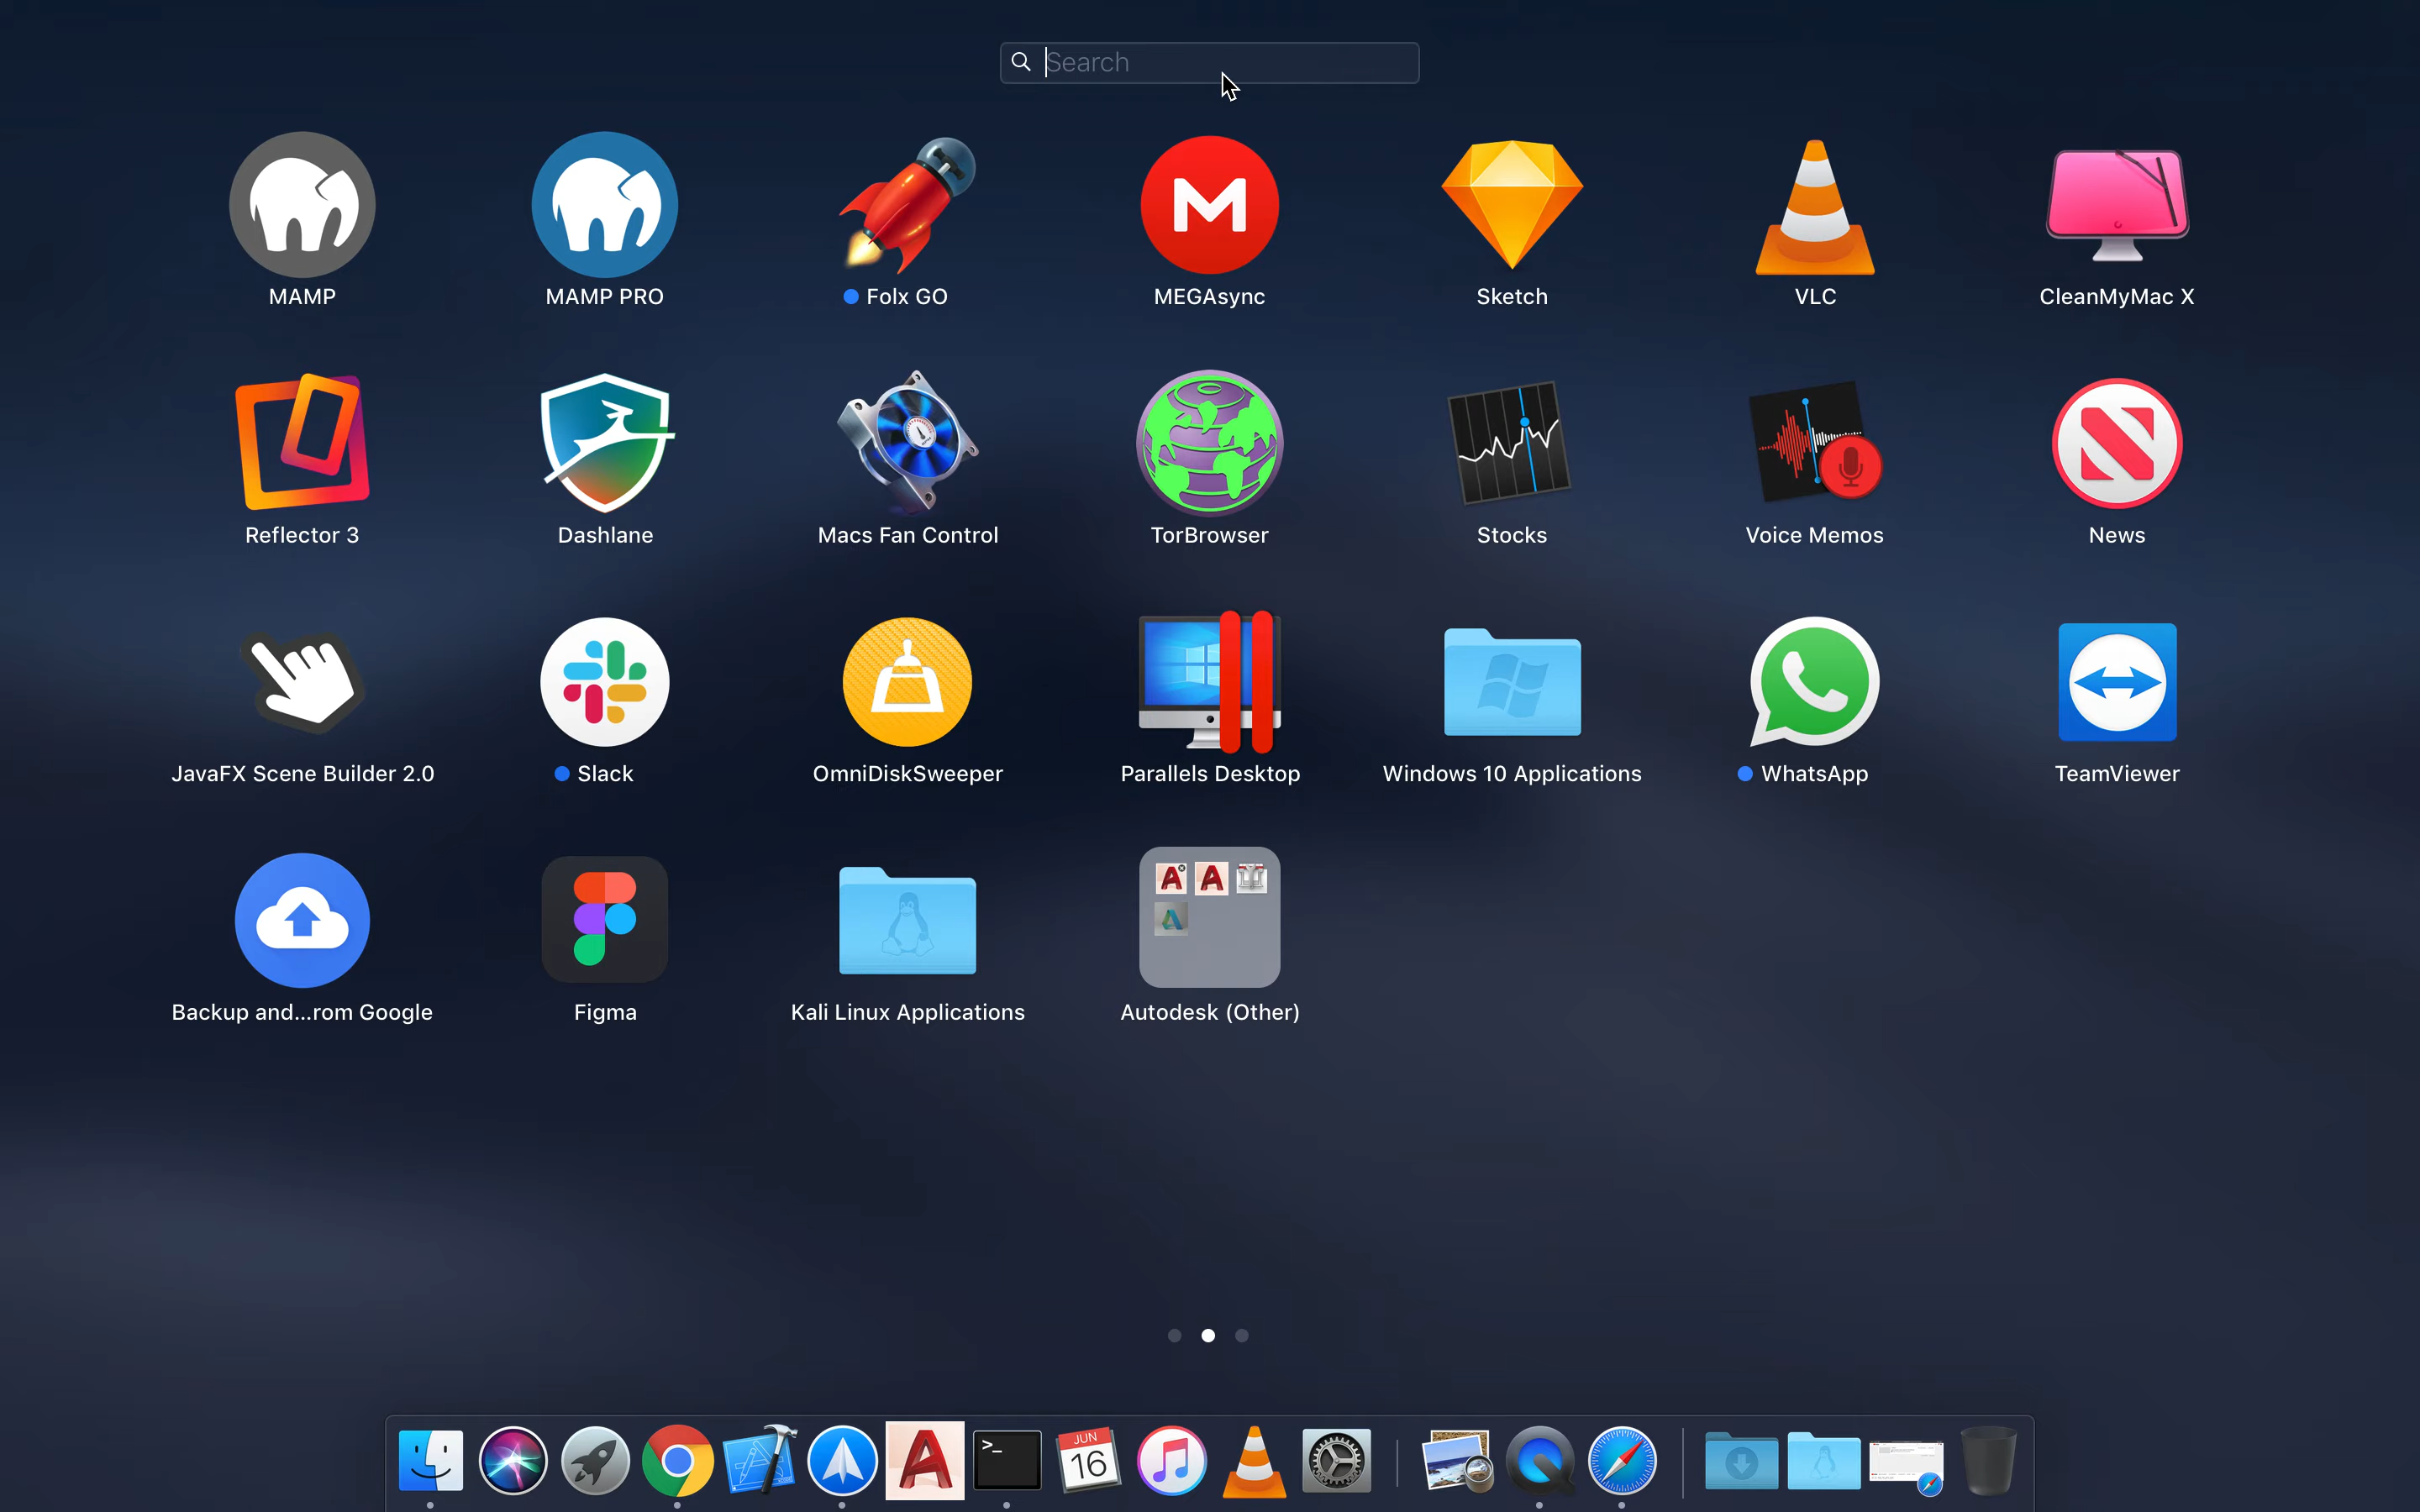 Search
MAMP
MAMP PRO
Folx GO
MEGAsync
Sketch
VLC
CleanMyMac X
Reflector 3
Dashlane
Macs Fan Control
TorBrowser
Stocks
Voice Memos
News
JavaFX Scene Builder 2.0
Slack
OmniDiskSweeper
Parallels Desktop
Windows 10 Applications
WhatsApp
TeamViewer
Backup and...rom Google
Figma
Kali Linux Applications
Autodesk (Other)
JUN
16